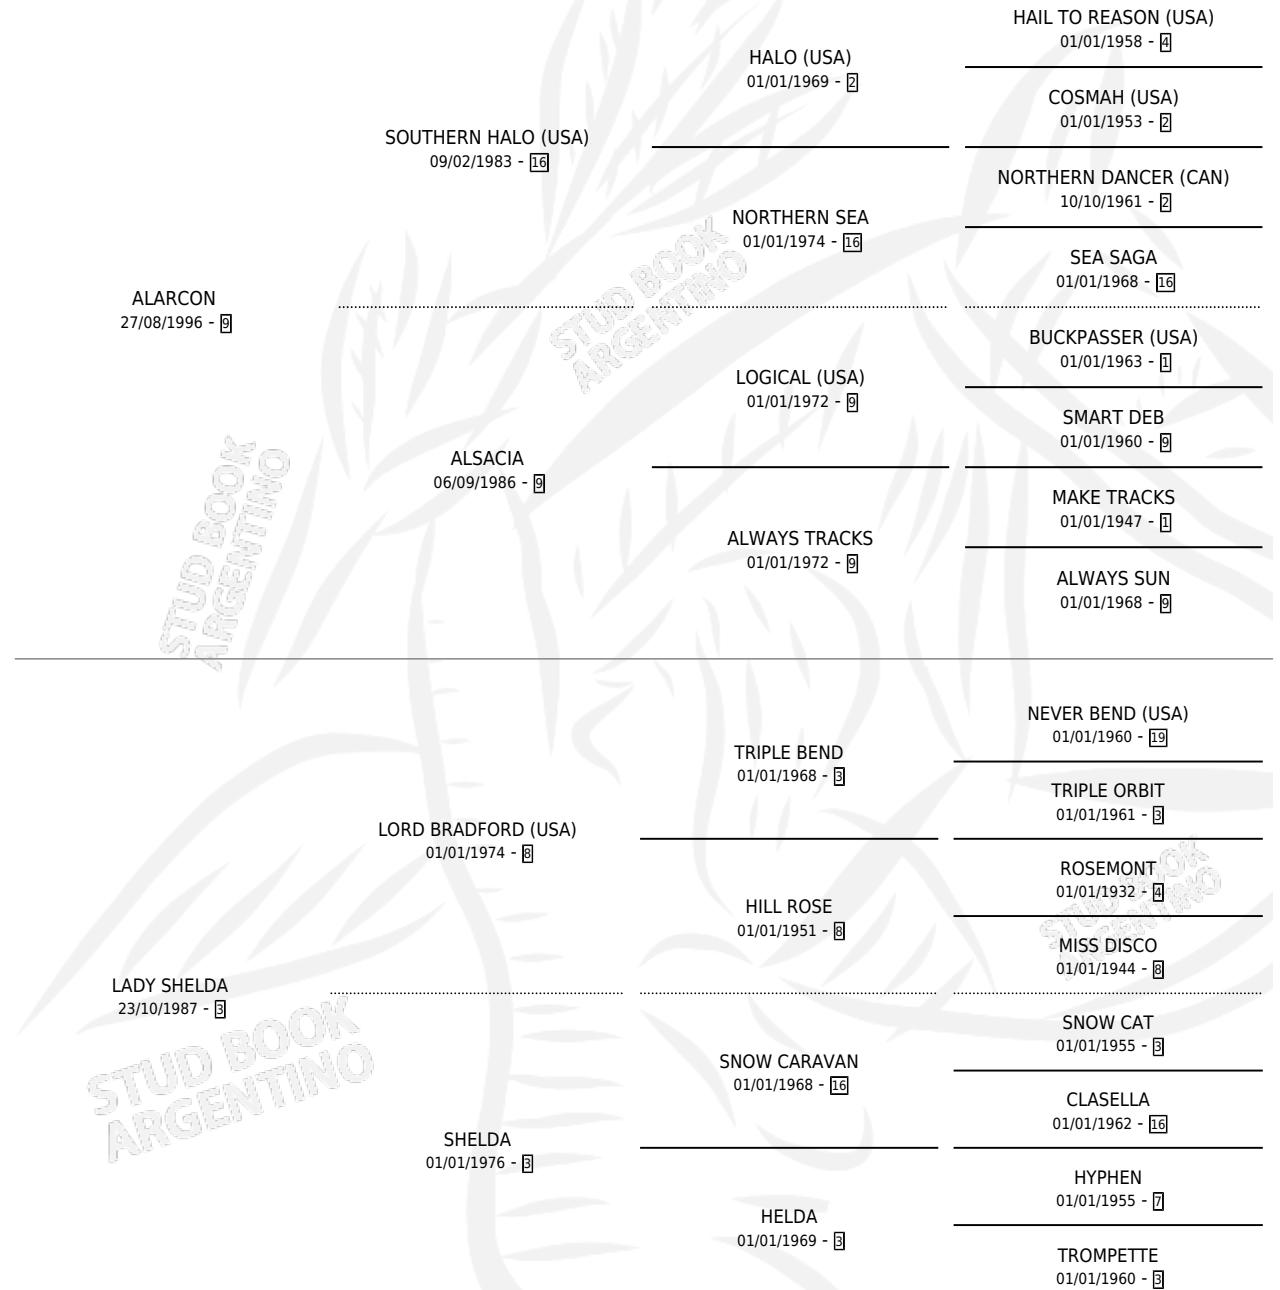 HAIL TO REASON (USA)
01/01/1958 - 4
HALO (USA)
01/01/1969 - 2
COSMAH (USA)
01/01/1953 - 2
SOUTHERN HALO (USA)
09/02/1983 - 16
NORTHERN DANCER (CAN)
10/10/1961 - 2
NORTHERN SEA
01/01/1974 - 16
SEA SAGA
01/01/1968 - 16
ALARCON
27/08/1996 - 9
BUCKPASSER (USA)
01/01/1963 - 1
LOGICAL (USA)
01/01/1972 - 9
SMART DEB
01/01/1960 - 9
ALSACIA
06/09/1986 - 9
MAKE TRACKS
01/01/1947 - 1
ALWAYS TRACKS
01/01/1972 - 9
ALWAYS SUN
01/01/1968 - 9
STUD BOOK
ARGENTINO
STUD BOOK
ARGENTINO
NEVER BEND (USA)
01/01/1960 - 19
TRIPLE BEND
01/01/1968 - 3
TRIPLE ORBIT
01/01/1961 - 3
LORD BRADFORD (USA)
01/01/1974 - 8
ROSEMONT
01/01/1932 - 4
HILL ROSE
01/01/1951 - 8
MISS DISCO
01/01/1944 - 8
STUD BOOK
ARGENTINO
LADY SHELDA
23/10/1987 - 3
SNOW CAT
01/01/1955 - 3
SNOW CARAVAN
01/01/1968 - 16
CLASELLA
01/01/1962 - 16
STUD BOOK
ARGENTINO
SHELDA
01/01/1976 - 3
HYPHEN
01/01/1955 - 7
HELDA
01/01/1969 - 3
TROMPETTE
01/01/1960 - 3